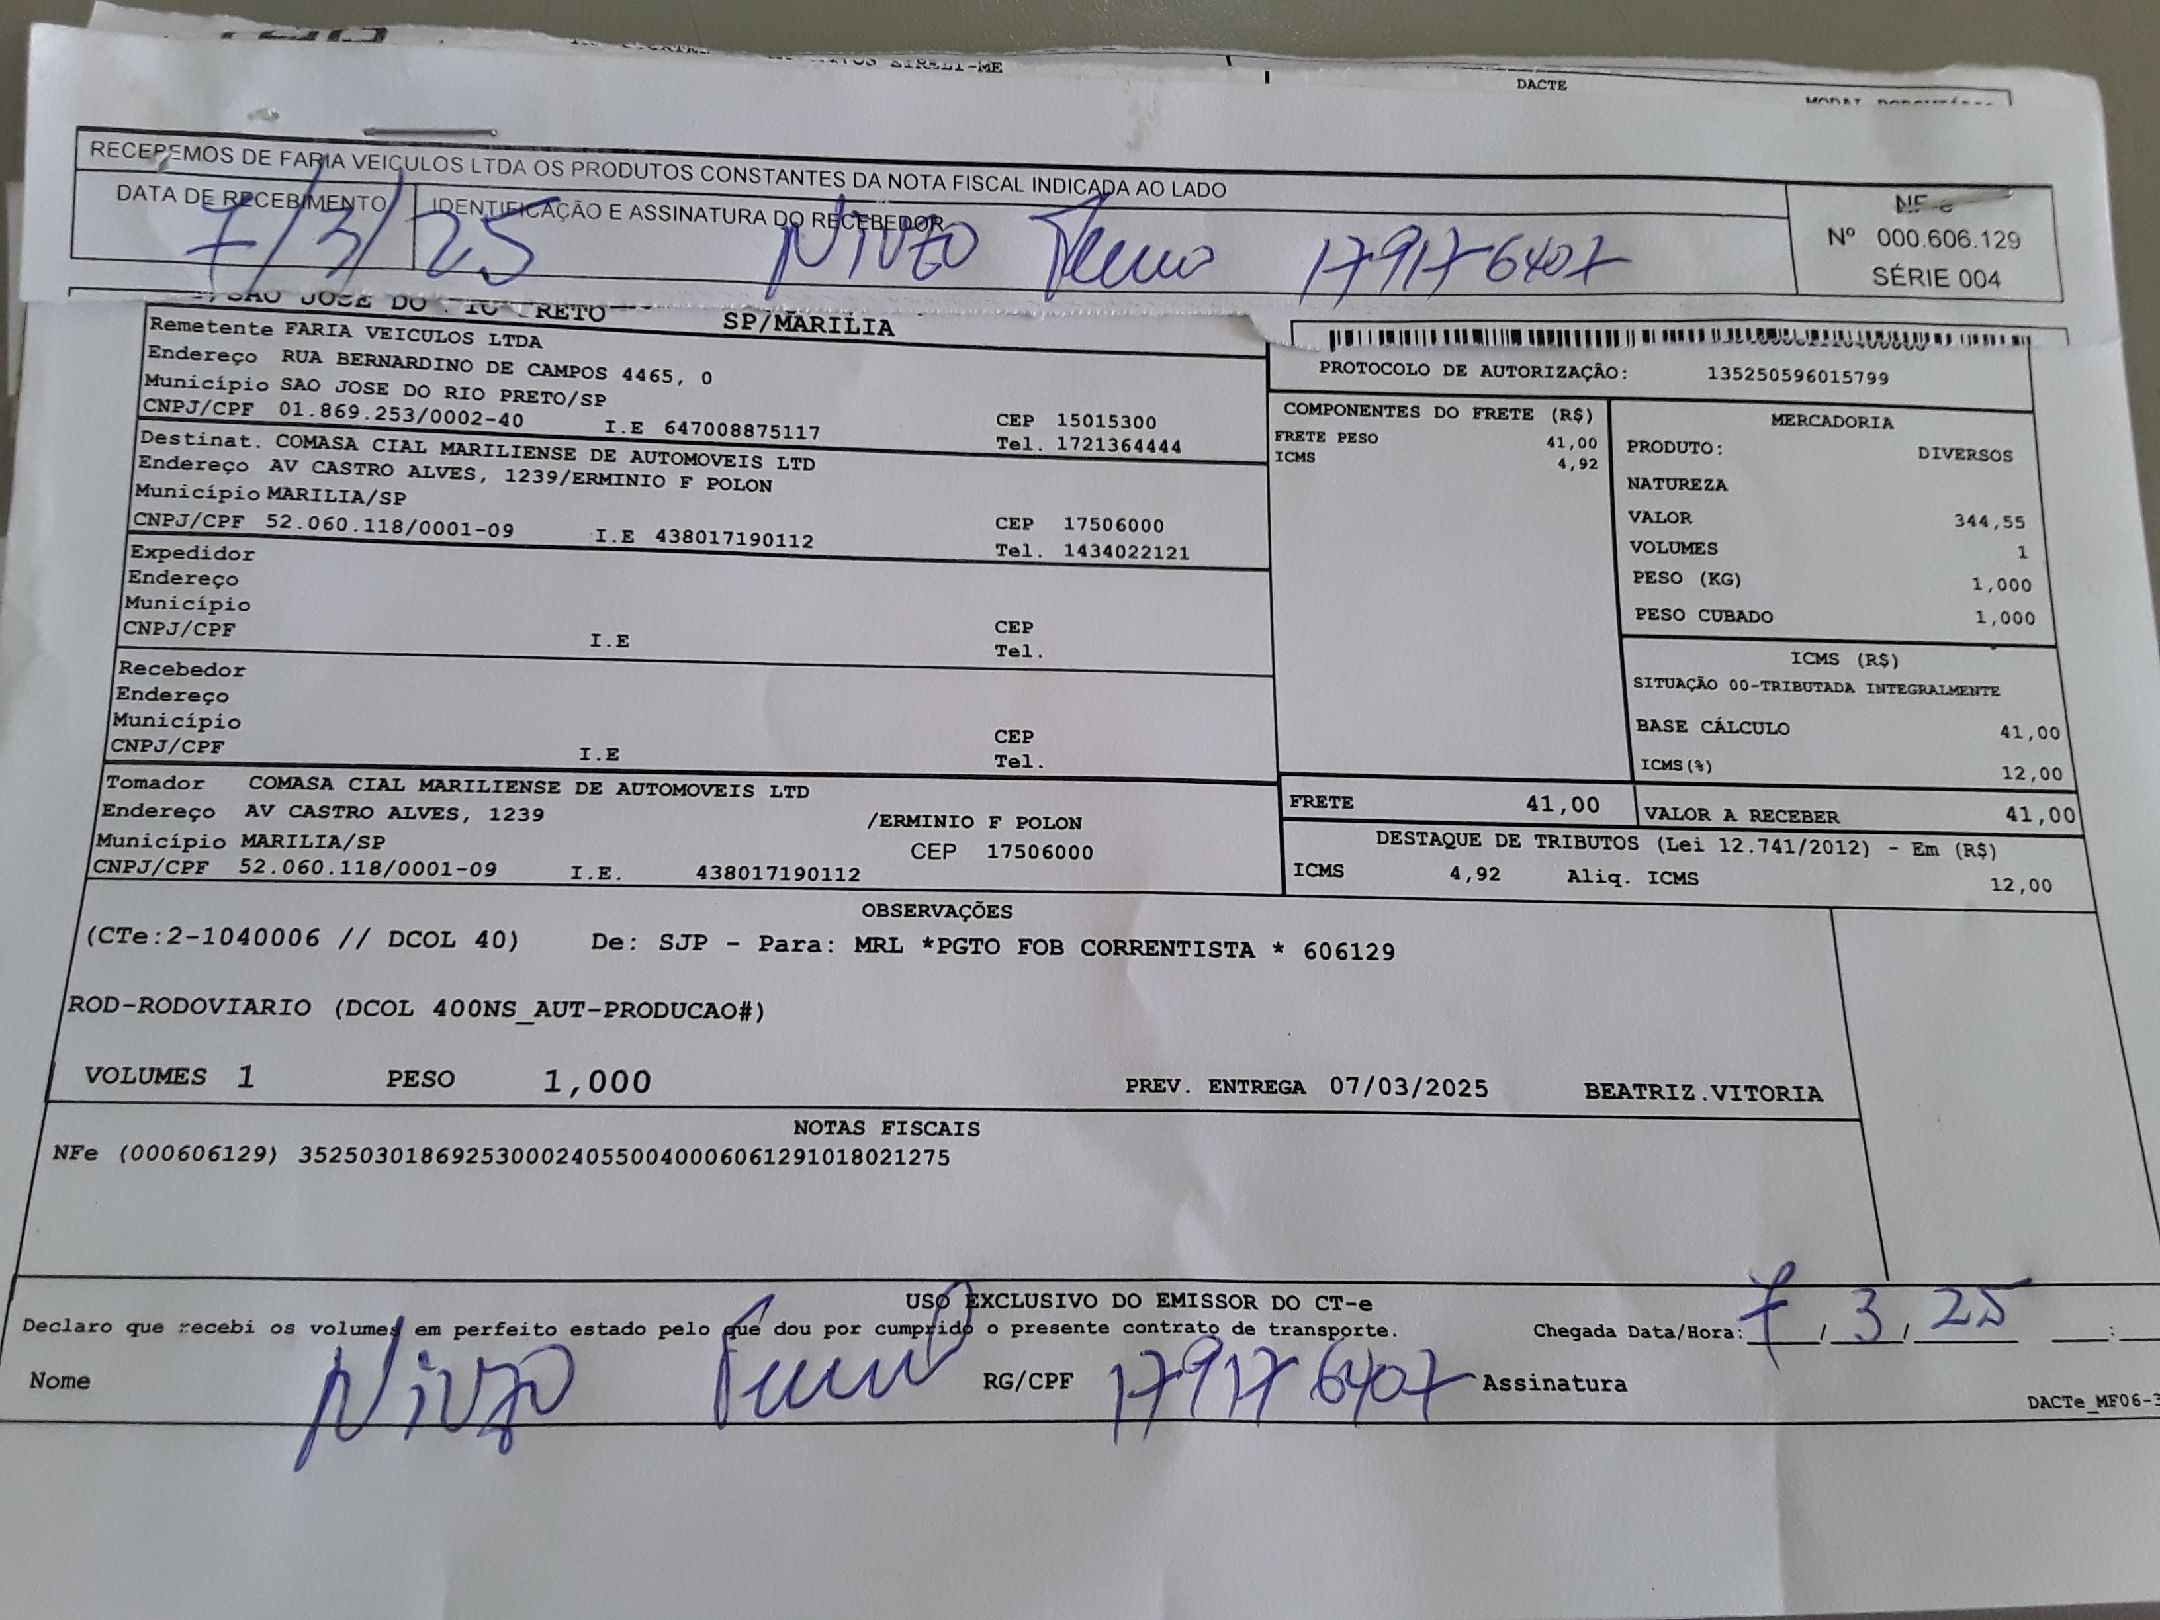 EIRELI-ME
DACTE
RECEBEMOS DE FARIA VEICULOS LTDA OS PRODUTOS CONSTANTES DA NOTA FISCAL INDICADA AO LADO
DATA DE RECEBIMENTO IDENTIFICAÇÃO E ASSINATURA DO RECEBEDOR
7/3/25 179176407
NF-e
Nº 000.606.129
SÉRIE 004
SAO JOSE DO RIO PRETO SP/MARILIA
Remetente FARIA VEICULOS LTDA
Endereço RUA BERNARDINO DE CAMPOS 4465, 0
Município SAO JOSE DO RIO PRETO/SP
CNPJ/CPF 01.869.253/0002-40 I.E 647008875117 CEP 15015300
Tel. 1721364444
Destinat. COMASA CIAL MARILIENSE DE AUTOMOVEIS LTD
Endereço AV CASTRO ALVES, 1239/ERMINIO F POLON
Município MARILIA/SP
CNPJ/CPF 52.060.118/0001-09 I.E 438017190112 CEP 17506000
Tel. 1434022121
Expedidor
Endereço
Município
CNPJ/CPF I.E CEP
Tel.
Recebedor
Endereço
Município
CNPJ/CPF I.E CEP
Tel.
Tomador COMASA CIAL MARILIENSE DE AUTOMOVEIS LTD
Endereço AV CASTRO ALVES, 1239 /ERMINIO F POLON
Município MARILIA/SP CEP 17506000
CNPJ/CPF 52.060.118/0001-09 I.E. 438017190112
PROTOCOLO DE AUTORIZAÇÃO: 135250596015799
COMPONENTES DO FRETE (R$)
FRETE PESO 41,00
ICMS 4,92
MERCADORIA
PRODUTO: DIVERSOS
NATUREZA
VALOR 344,55
VOLUMES 1
PESO (KG) 1,000
PESO CUBADO 1,000
ICMS (R$)
SITUAÇÃO 00-TRIBUTADA INTEGRALMENTE
BASE CÁLCULO 41,00
ICMS(%) 12,00
FRETE 41,00 VALOR A RECEBER 41,00
DESTAQUE DE TRIBUTOS (Lei 12.741/2012) - Em (R$)
ICMS 4,92 Aliq. ICMS 12,00
OBSERVAÇÕES
(CTe:2-1040006 // DCOL 40) De: SJP - Para: MRL *PGTO FOB CORRENTISTA * 606129
ROD-RODOVIARIO (DCOL 400NS_AUT-PRODUCAO#)
VOLUMES 1 PESO 1,000 PREV. ENTREGA 07/03/2025 BEATRIZ.VITORIA
NOTAS FISCAIS
NFe (000606129) 35250301869253000240550040006061291018021275
USO EXCLUSIVO DO EMISSOR DO CT-e
Declaro que recebi os volumes em perfeito estado pelo que dou por cumprido o presente contrato de transporte. Chegada Data/Hora: 7/3/25 __:__
Nome RG/CPF 179176407 Assinatura
DACTe_MF06-3